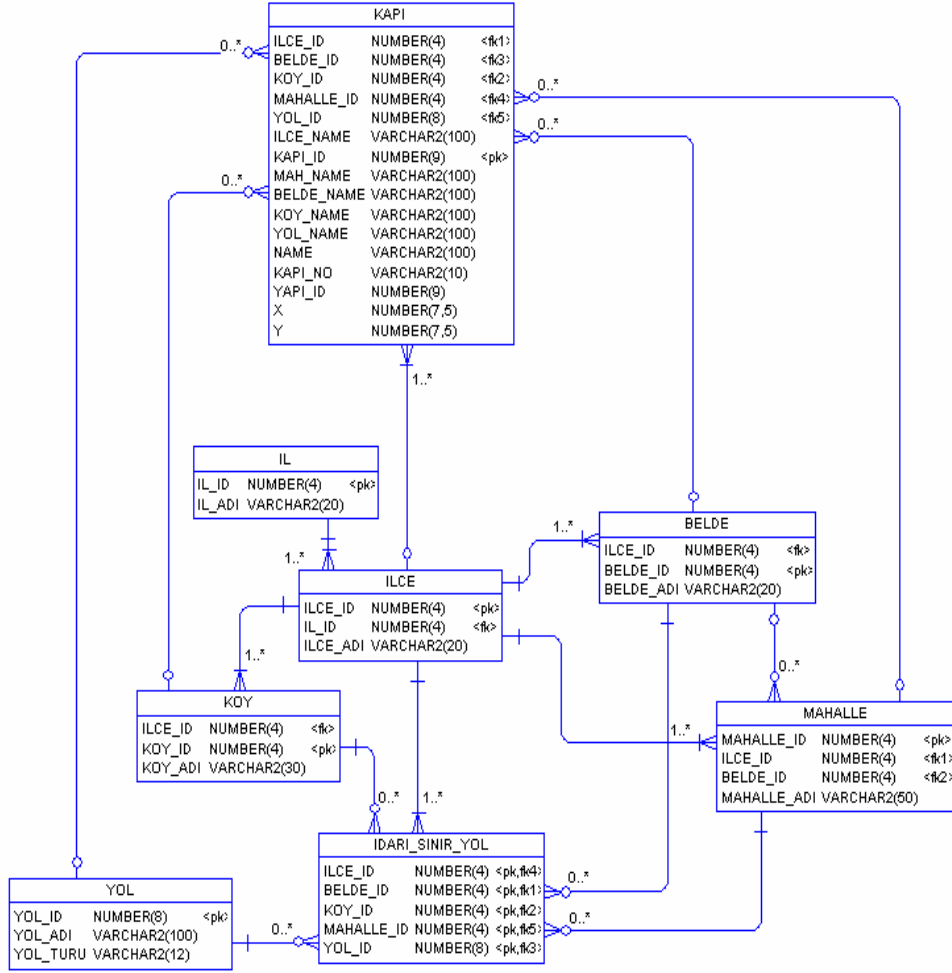 KAPI
ILCE_ID NUMBER(4) <fk1>
BELDE_ID NUMBER(4) <fk3>
KOY_ID NUMBER(4) <fk2>
MAHALLE_ID NUMBER(4) <fk4>
YOL_ID NUMBER(8) <fk5>
ILCE_NAME VARCHAR2(100)
KAPI_ID NUMBER(9) <pk>
MAH_NAME VARCHAR2(100)
BELDE_NAME VARCHAR2(100)
KOY_NAME VARCHAR2(100)
YOL_NAME VARCHAR2(100)
NAME VARCHAR2(100)
KAPI_NO VARCHAR2(10)
YAPI_ID NUMBER(9)
X NUMBER(7,5)
Y NUMBER(7,5)
0..*
0..*
0..*
0..*
1..*
IL
IL_ID NUMBER(4) <pk>
IL_ADI VARCHAR2(20)
1..*
ILCE
ILCE_ID NUMBER(4) <pk>
IL_ID NUMBER(4) <fk>
ILCE_ADI VARCHAR2(20)
1..*
BELDE
ILCE_ID NUMBER(4) <fk>
BELDE_ID NUMBER(4) <pk>
BELDE_ADI VARCHAR2(20)
1..*
0..*
KOY
ILCE_ID NUMBER(4) <fk>
KOY_ID NUMBER(4) <pk>
KOY_ADI VARCHAR2(30)
1..*
MAHALLE
MAHALLE_ID NUMBER(4) <pk>
ILCE_ID NUMBER(4) <fk1>
BELDE_ID NUMBER(4) <fk2>
MAHALLE_ADI VARCHAR2(50)
0..*
1..*
IDARI_SINIR_YOL
ILCE_ID NUMBER(4) <pk,fk4>
BELDE_ID NUMBER(4) <pk,fk1>
KOY_ID NUMBER(4) <pk,fk2>
MAHALLE_ID NUMBER(4) <pk,fk5>
YOL_ID NUMBER(8) <pk,fk3>
0..*
0..*
0..*
YOL
YOL_ID NUMBER(8) <pk>
YOL_ADI VARCHAR2(100)
YOL_TURU VARCHAR2(12)